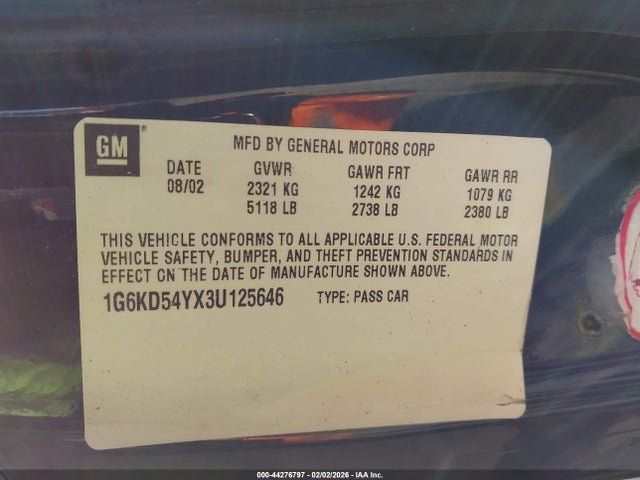 GM ®
MFD BY GENERAL MOTORS CORP
DATE GVWR GAWR FRT GAWR RR
08/02 2321 KG 1242 KG 1079 KG
5118 LB 2738 LB 2380 LB
THIS VEHICLE CONFORMS TO ALL APPLICABLE U.S. FEDERAL MOTOR
VEHICLE SAFETY, BUMPER, AND THEFT PREVENTION STANDARDS IN
EFFECT ON THE DATE OF MANUFACTURE SHOWN ABOVE.
1G6KD54YX3U125646 TYPE: PASS CAR
000-44276797 - 02/02/2026 - IAA Inc.